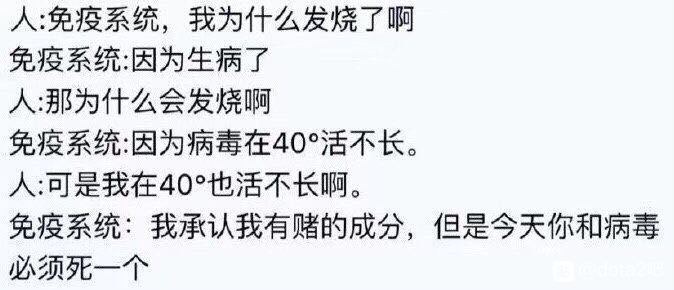 人:免疫系统，我为什么发烧了啊
免疫系统:因为生病了
人:那为什么会发烧啊
免疫系统:因为病毒在40°活不长。
人:可是我在40°也活不长啊。
免疫系统：我承认我有赌的成分，但是今天你和病毒
必须死一个